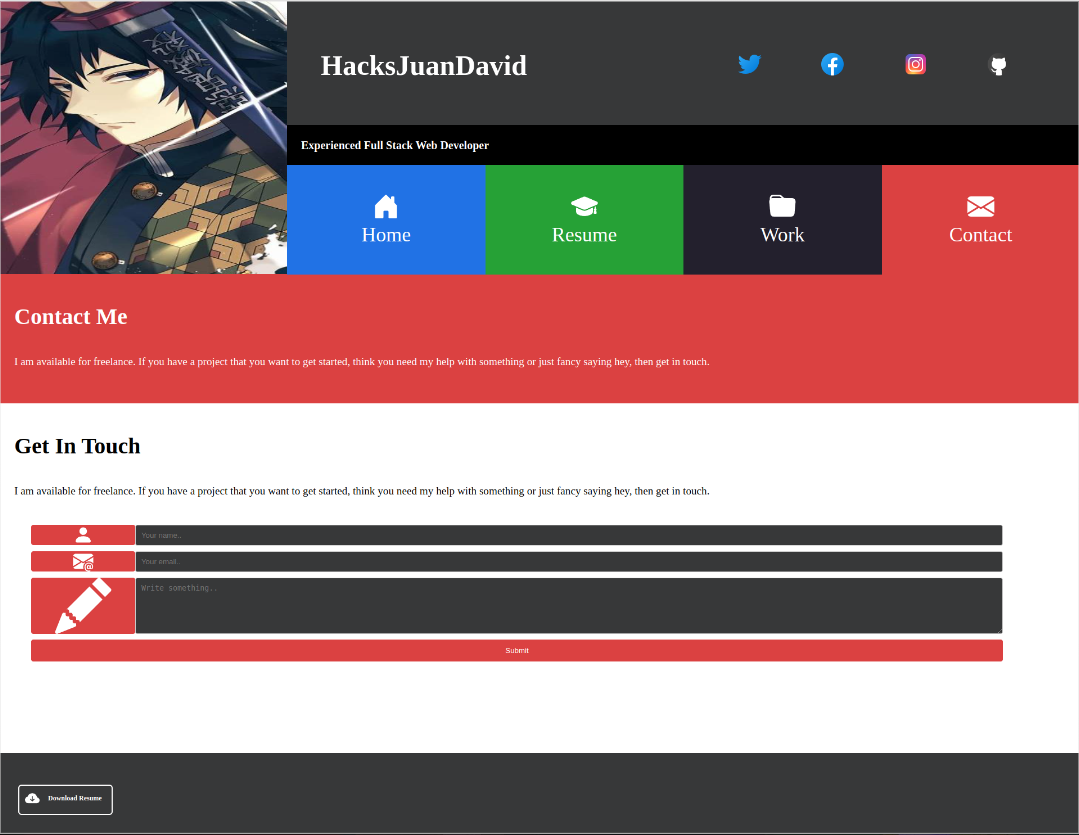 HacksJuanDavid
Experienced Full Stack Web Developer
Home
Resume
Work
Contact
Contact Me
I am available for freelance. If you have a project that you want to get started, think you need my help with something or just fancy saying hey, then get in touch.
Get In Touch
I am available for freelance. If you have a project that you want to get started, think you need my help with something or just fancy saying hey, then get in touch.
Your name..
Your email..
Write something..
Submit
Download Resume